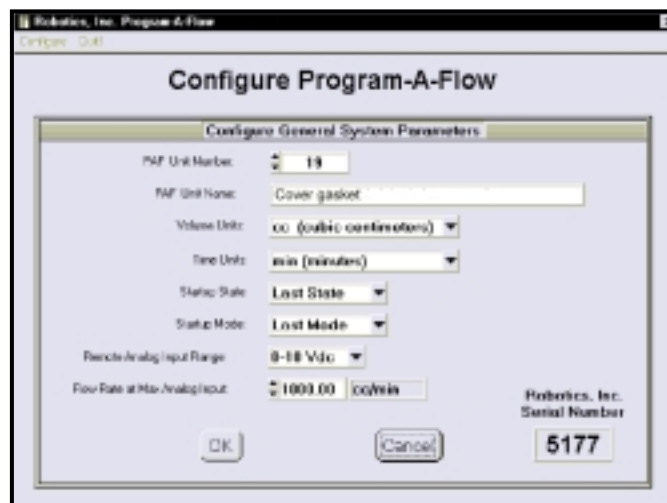 Robotics, Inc. Program-A-Flow
Configure Quit!
Configure Program-A-Flow
Configure General System Parameters
PAF Unit Number: 19
PAF Unit Name: Cover gasket
Volume Units: cc (cubic centimeters)
Time Units: min (minutes)
Startup State: Last State
Startup Mode: Last Mode
Remote Analog Input Range: 0-10 Vdc
Flow Rate at Max Analog Input: 1000.00 cc/min
Robotics, Inc.
Serial Number
OK Cancel 5177